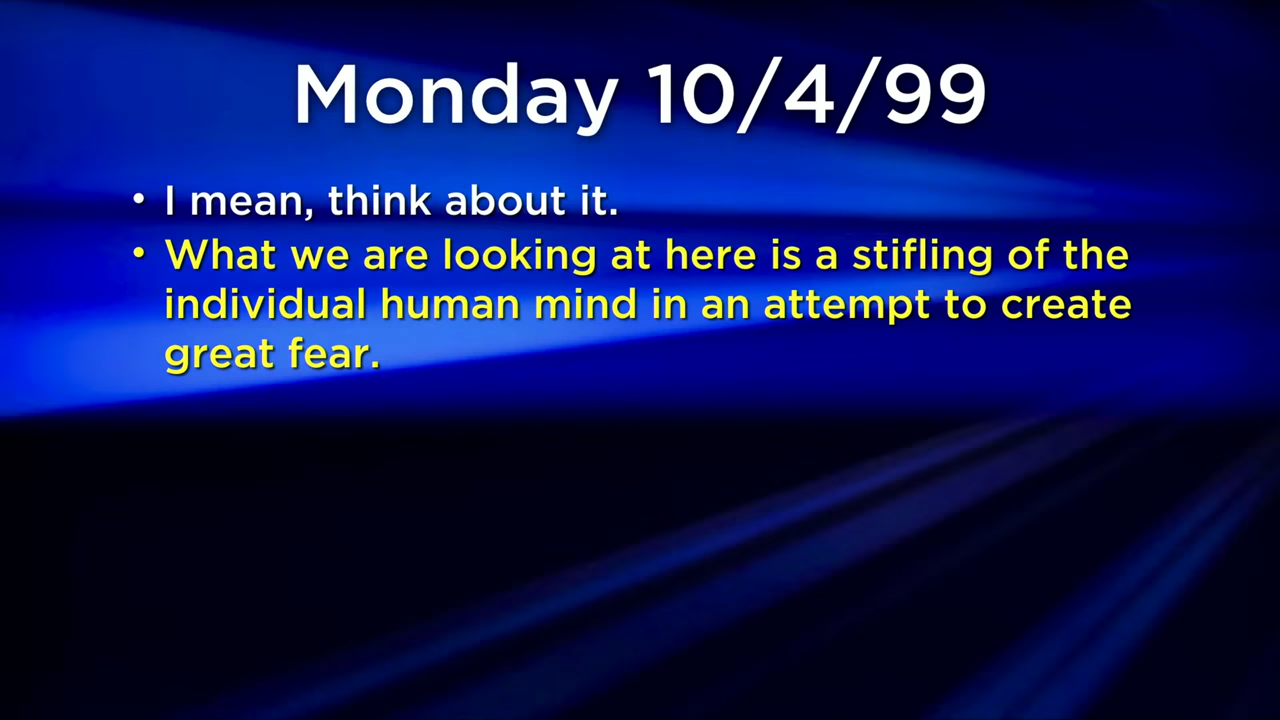 Monday 10/4/99
• I mean, think about it.
• What we are looking at here is a stifling of the
individual human mind in an attempt to create
great fear.